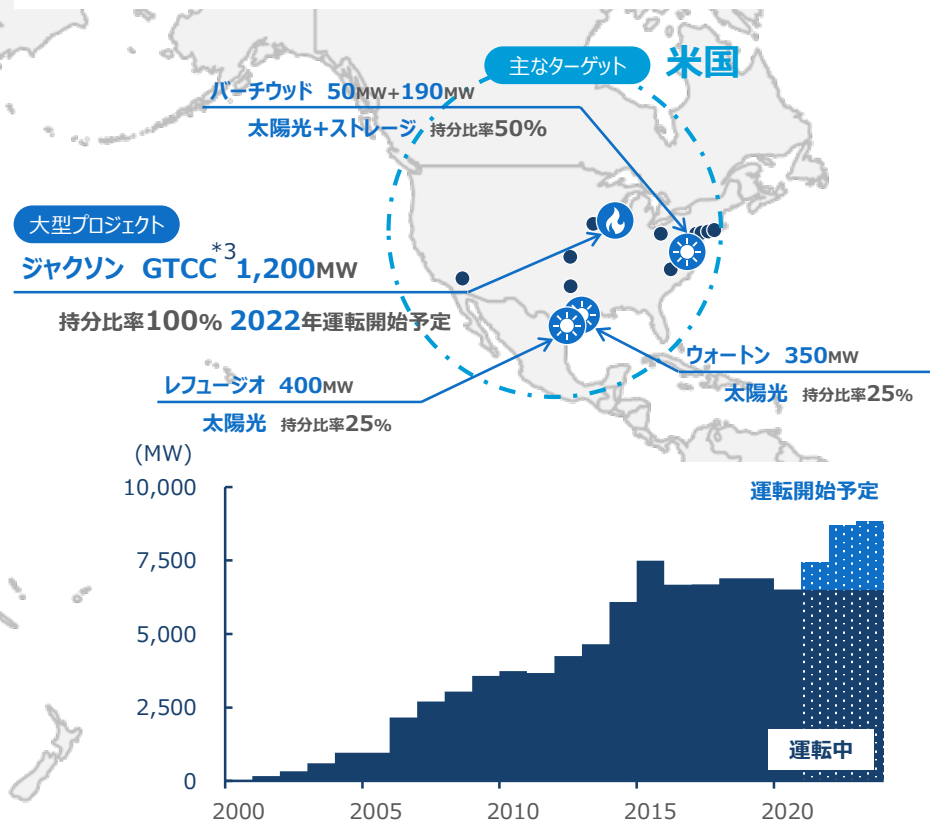 主なターゲット 米国
バーチウッド 50MW+190MW
太陽光+ストレージ 持分比率50%
大型プロジェクト
ジャクソン GTCC*3 1,200MW
持分比率100% 2022年運転開始予定
ウォートン 350MW
太陽光 持分比率25%
レフュージオ 400MW
太陽光 持分比率25%
(MW)
10,000
7,500
5,000
2,500
0
運転開始予定
運転中
2000 2005 2010 2015 2020